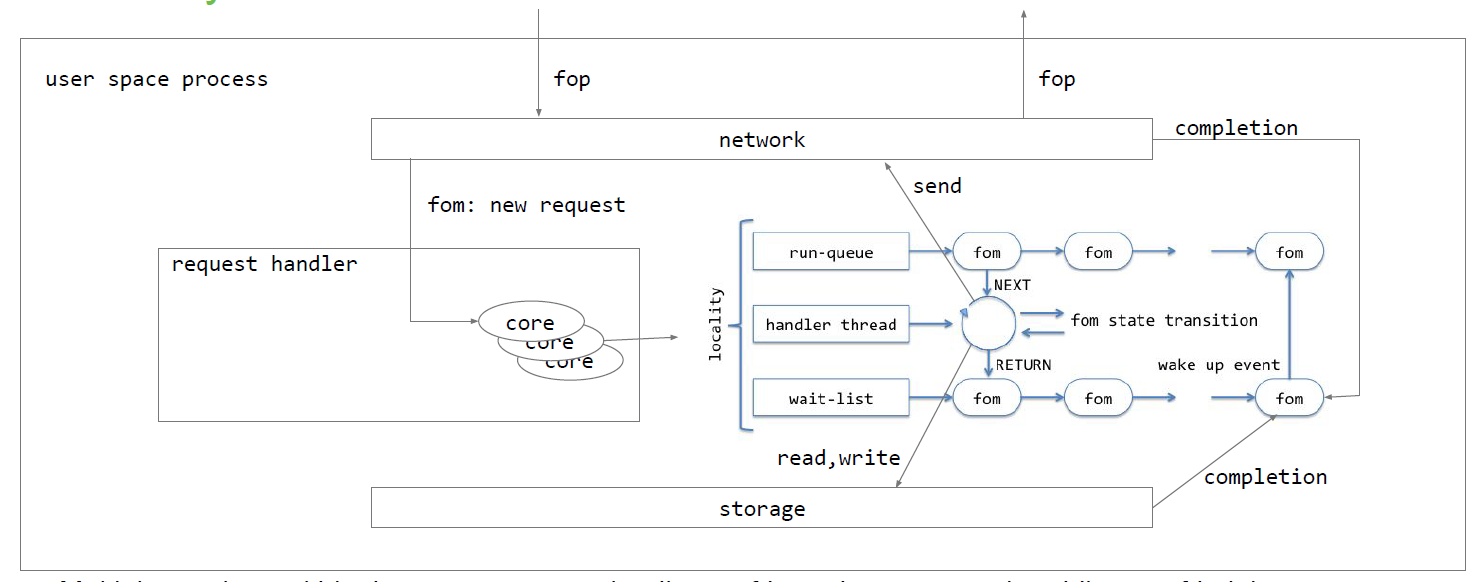 user space process
fop
fop
network
completion
send
fom: new request
request handler
core
core
core
locality
run-queue
fom
fom
fom
NEXT
handler thread
fom state transition
RETURN
wake up event
wait-list
fom
fom
fom
read,write
completion
storage